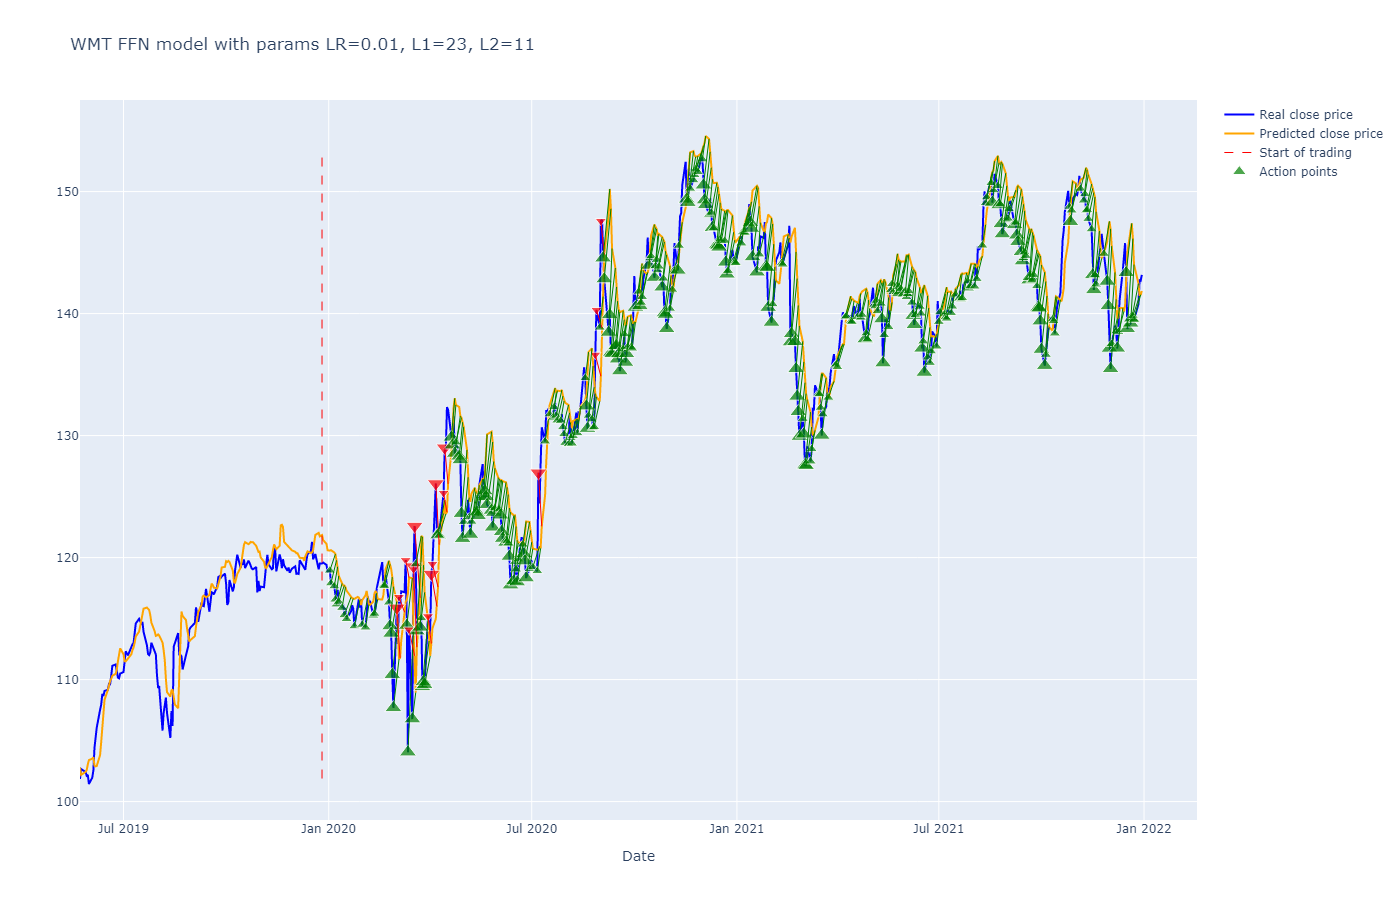 WMT FFN model with params LR=0.01, L1=23, L2=11
Real close price
Predicted close price
Start of trading
Action points
150
140
130
120
110
100
Jul 2019
Jan 2020
Jul 2020
Jan 2021
Jul 2021
Jan 2022
Date